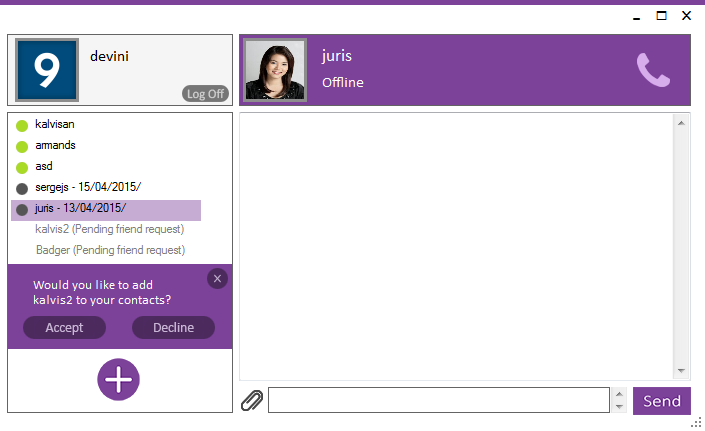 9
devini
Log Off
juris
Offline
kalvisan
armands
asd
sergejs - 15/04/2015/
juris - 13/04/2015/
kalvis2 (Pending friend request)
Badger (Pending friend request)
Would you like to add
kalvis2 to your contacts?
Accept
Decline
Send